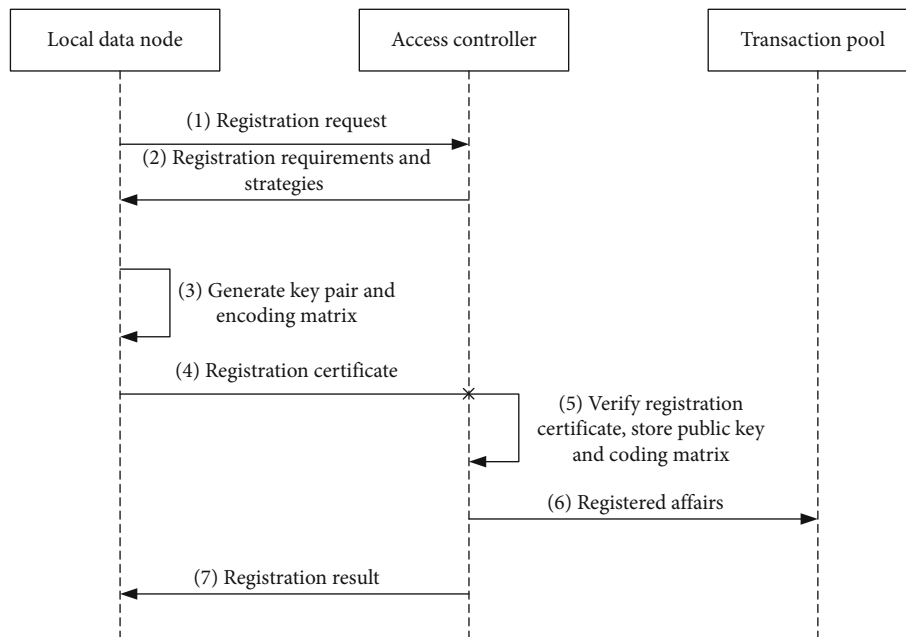 Local data node
Access controller
Transaction pool
(1) Registration request
(2) Registration requirements and
strategies
(3) Generate key pair and
encoding matrix
(4) Registration certificate
(5) Verify registration
certificate, store public key
and coding matrix
(6) Registered affairs
(7) Registration result